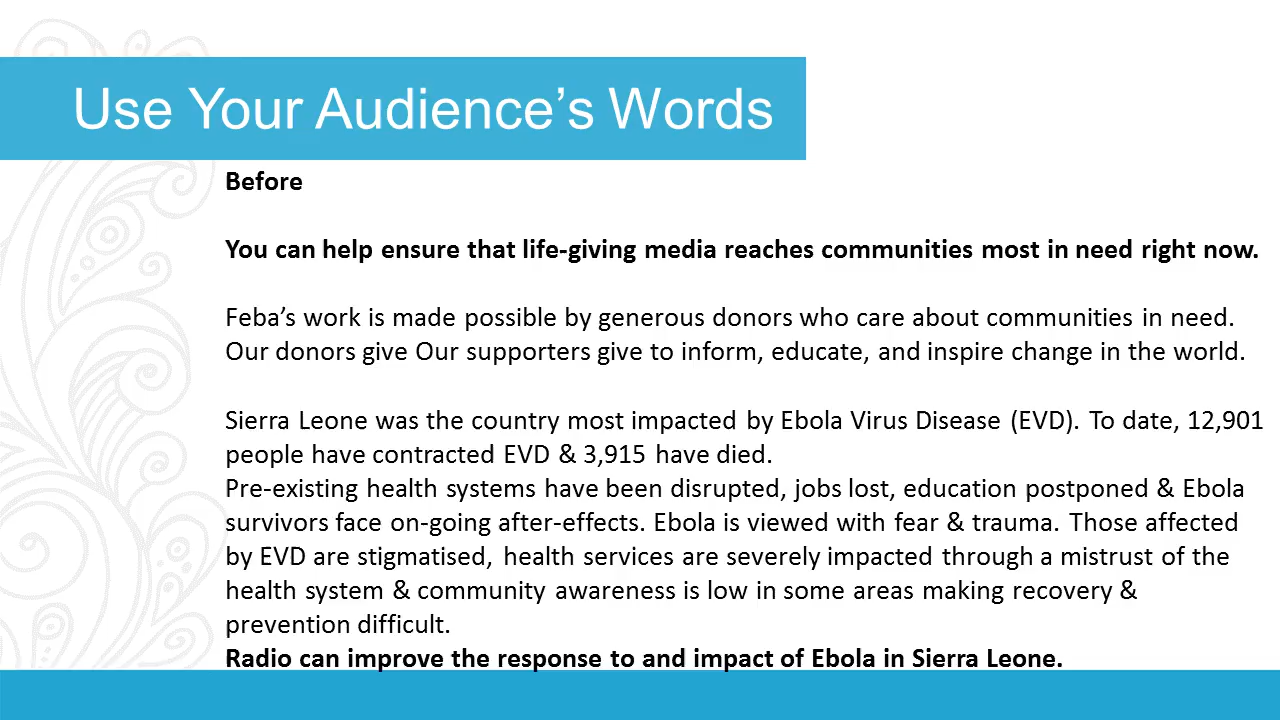 Use Your Audience’s Words
Before
You can help ensure that life-giving media reaches communities most in need right now.
Feba’s work is made possible by generous donors who care about communities in need.
Our donors give Our supporters give to inform, educate, and inspire change in the world.
Sierra Leone was the country most impacted by Ebola Virus Disease (EVD). To date, 12,901
people have contracted EVD & 3,915 have died.
Pre-existing health systems have been disrupted, jobs lost, education postponed & Ebola
survivors face on-going after-effects. Ebola is viewed with fear & trauma. Those affected
by EVD are stigmatised, health services are severely impacted through a mistrust of the
health system & community awareness is low in some areas making recovery &
prevention difficult.
Radio can improve the response to and impact of Ebola in Sierra Leone.